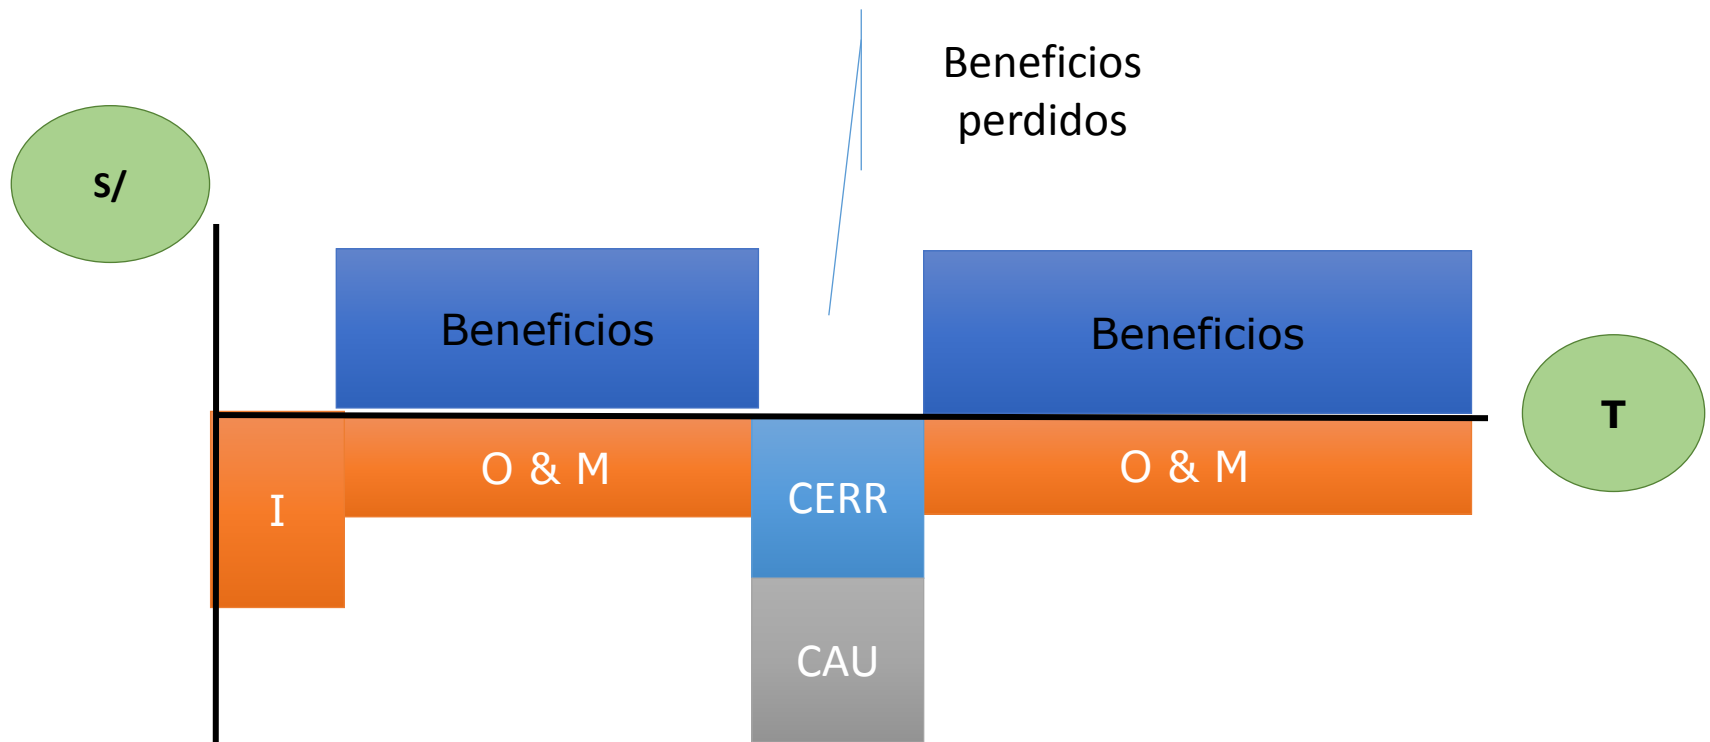 Beneficios
perdidos
S/
Beneficios
Beneficios
T
I
O & M
CERR
O & M
CAU